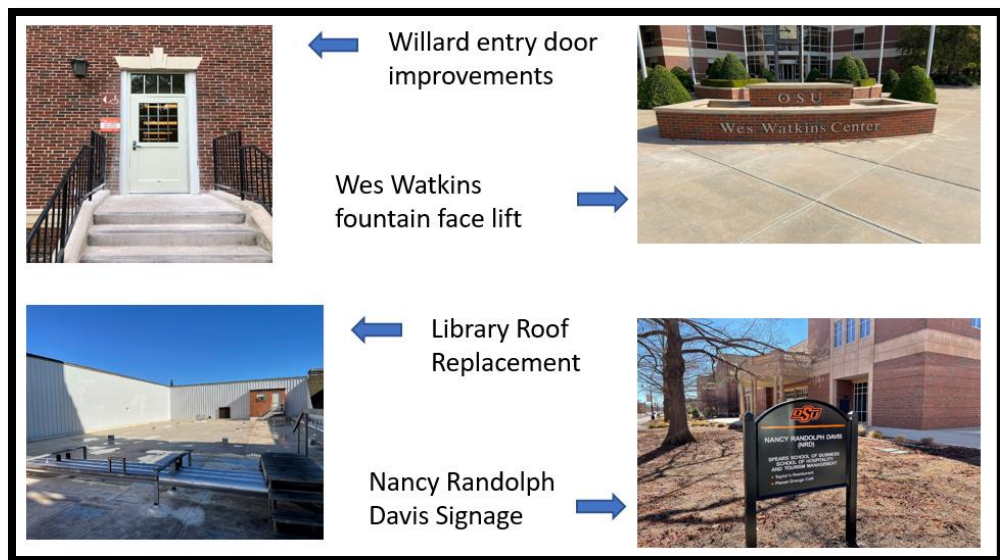 Willard entry door
improvements
OSU
Wes Watkins Center
Wes Watkins
fountain face lift
Library Roof
Replacement
OSU
NANCY RANDOLPH DAVIS
(NRD)
SPEARS SCHOOL OF BUSINESS
SCHOOL OF HOSPITALITY
AND TOURISM MANAGEMENT
Taylor's Restaurant
Planet Orange Café
Nancy Randolph
Davis Signage